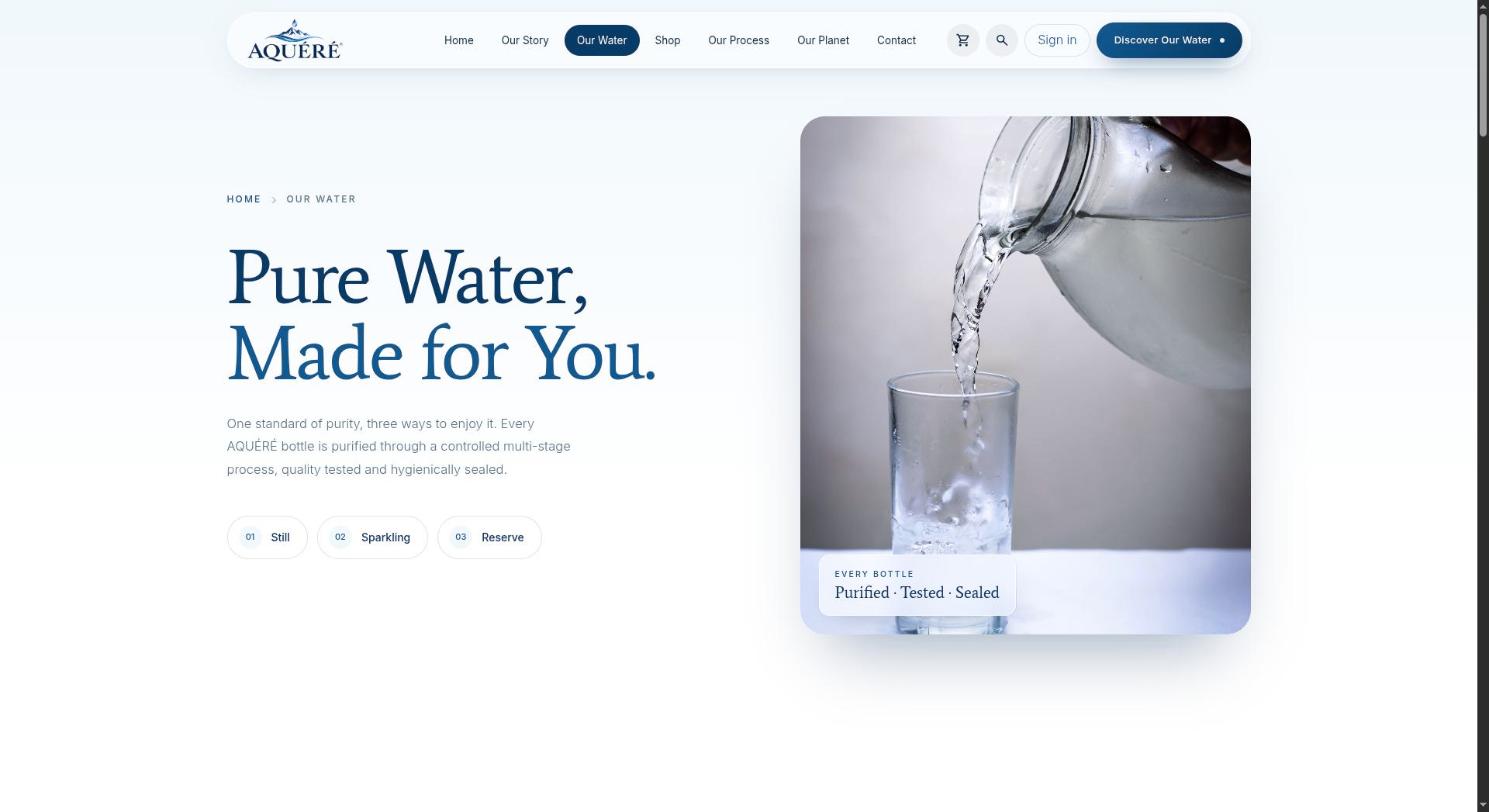 AQUÉRÉ
Home
Our Story
Our Water
Shop
Our Process
Our Planet
Contact
Sign in
Discover Our Water
HOME > OUR WATER
Pure Water,
Made for You.
One standard of purity, three ways to enjoy it. Every
AQUÉRÉ bottle is purified through a controlled multi-stage
process, quality tested and hygienically sealed.
01 Still
02 Sparkling
03 Reserve
EVERY BOTTLE
Purified · Tested · Sealed